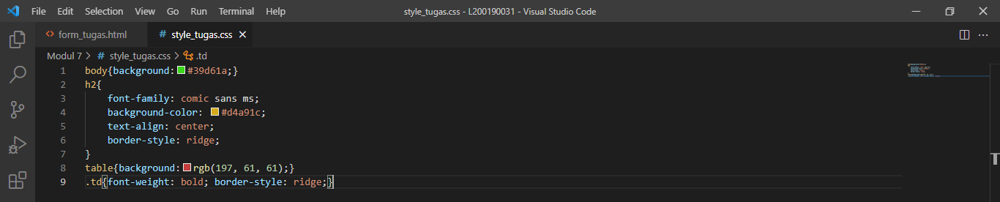 File Edit Selection View Go Run Terminal Help style_tugas.css - L200190031 - Visual Studio Code
form_tugas.html # style_tugas.css
Modul 7 > # style_tugas.css > .td
1 body{background: #39d61a;}
2 h2{
3 font-family: comic sans ms;
4 background-color: #d4a91c;
5 text-align: center;
6 border-style: ridge;
7 }
8 table{background: rgb(197, 61, 61);}
9 .td{font-weight: bold; border-style: ridge;}